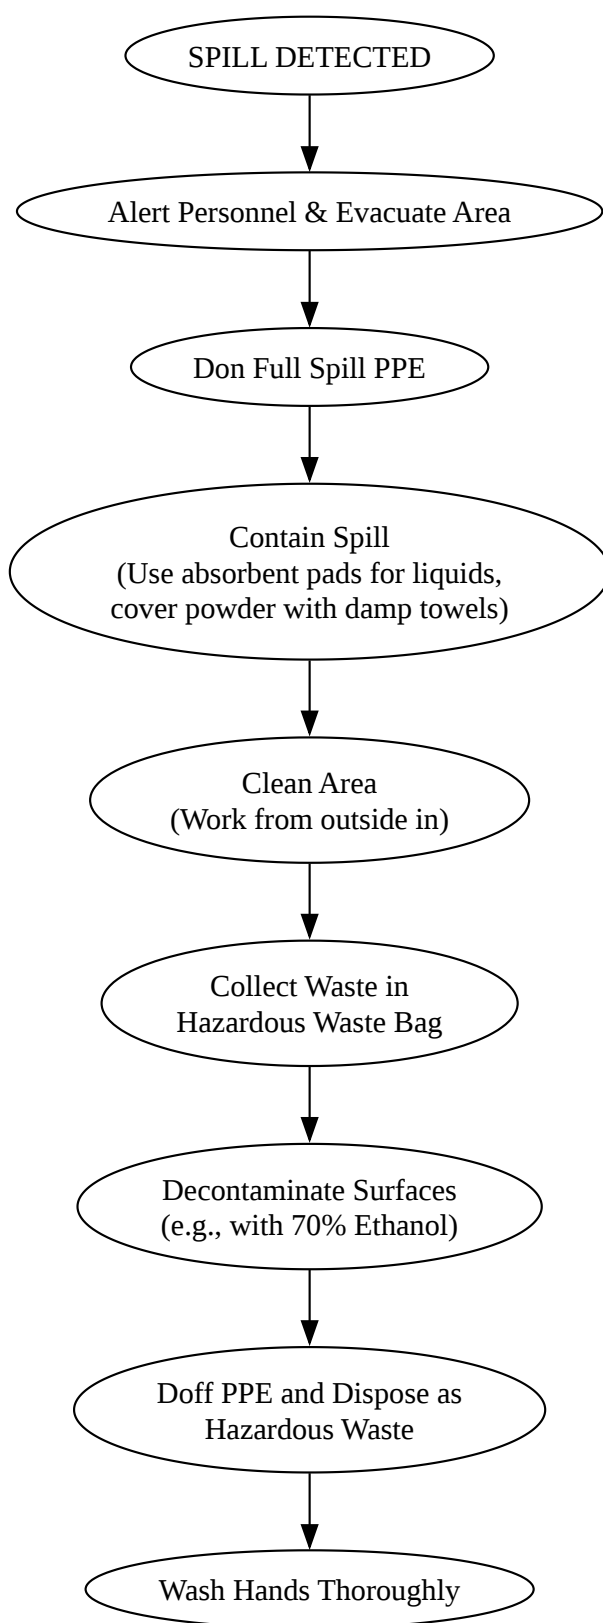 SPILL DETECTED
Alert Personnel & Evacuate Area
Don Full Spill PPE
Contain Spill
(Use absorbent pads for liquids,
cover powder with damp towels)
Clean Area
(Work from outside in)
Collect Waste in
Hazardous Waste Bag
Decontaminate Surfaces
(e.g., with 70% Ethanol)
Doff PPE and Dispose as
Hazardous Waste
Wash Hands Thoroughly